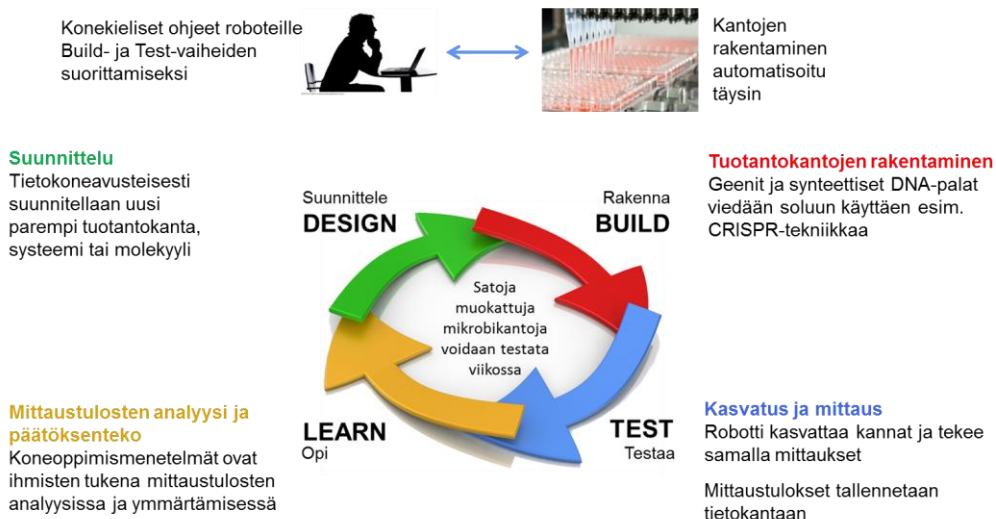 Konekieliset ohjeet roboteille
Build- ja Test-vaiheiden
suorittamiseksi
Kantojen
rakentaminen
automatisoitu
täysin
Suunnittelu
Tietokoneavusteisesti
suunnitellaan uusi
parempi tuotantokanta,
systeemi tai molekyyli
Tuotantokantojen rakentaminen
Geenit ja synteettiset DNA-palat
viedään soluun käyttäen esim.
CRISPR-tekniikkaa
Suunnittele
DESIGN
Rakenna
BUILD
Satoja
muokattuja
mikrobikantoja
voidaan testata
viikossa
Mittaustulosten analyysi ja
päätöksenteko
Koneoppimismenetelmät ovat
ihmisten tukena mittaustulosten
analyysissa ja ymmärtämisessä
LEARN
Opi
TEST
Testaa
Kasvatus ja mittaus
Robotti kasvattaa kannat ja tekee
samalla mittaukset
Mittaustulokset tallennetaan
tietokantaan